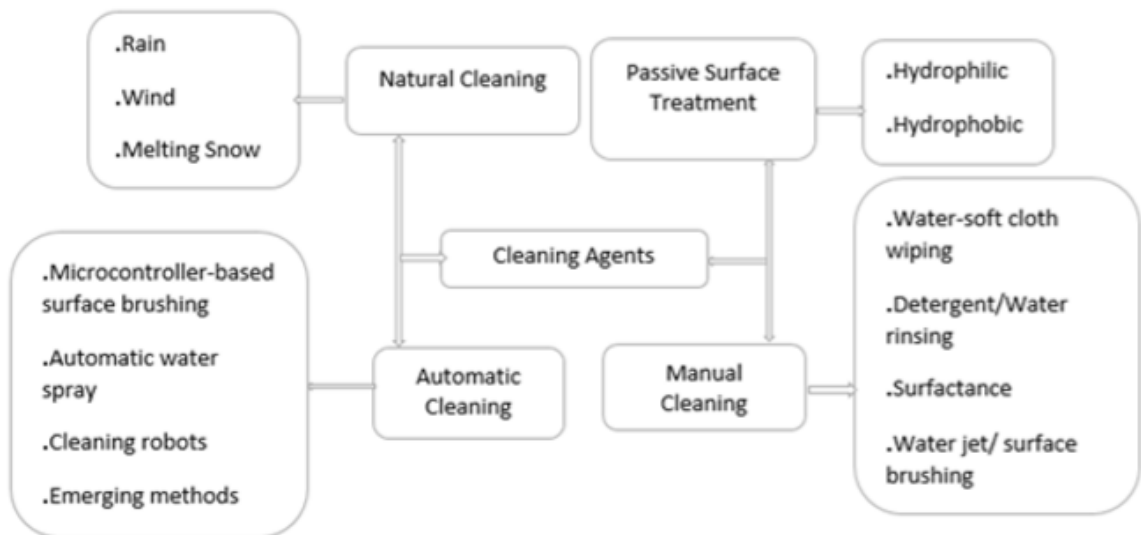 .Rain
.Wind
.Melting Snow
Natural Cleaning
Passive Surface
Treatment
.Hydrophilic
.Hydrophobic
Cleaning Agents
.Microcontroller-based
surface brushing
.Automatic water
spray
.Cleaning robots
.Emerging methods
Automatic
Cleaning
Manual
Cleaning
.Water-soft cloth
wiping
.Detergent/Water
rinsing
.Surfactance
.Water jet/ surface
brushing